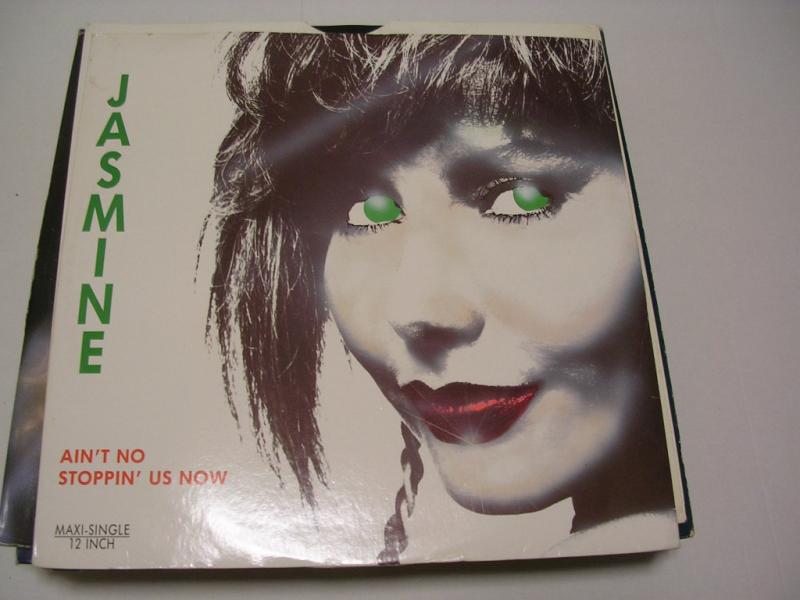 JASMINE
AIN'T NO
STOPPIN' US NOW
MAXI-SINGLE
12 INCH